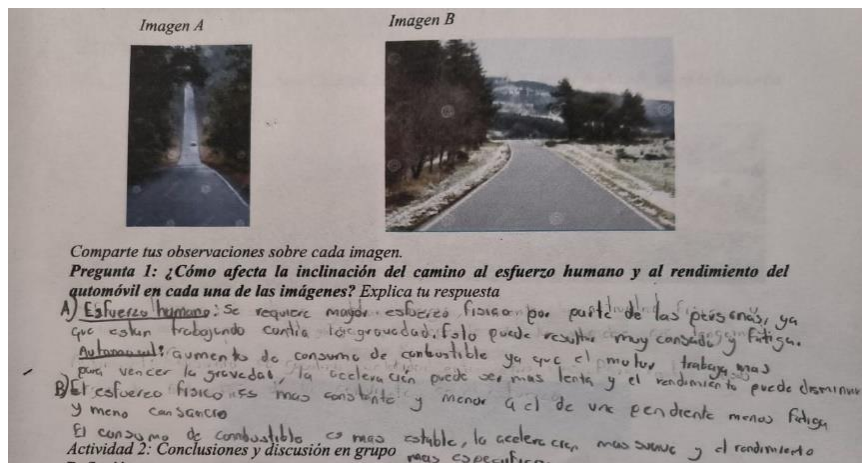 Imagen A
Imagen B
Comparte tus observaciones sobre cada imagen.
Pregunta 1: ¿Cómo afecta la inclinación del camino al esfuerzo humano y al rendimiento del
automóvil en cada una de las imágenes? Explica tu respuesta
A) Esfuerzo humano: Se requiere mayor esfuerzo fisico por parte de las personas, ya
que estan trabajando contra la gravedad. Esto puede resultar muy cansado y fatiga.
Automovil: aumento de consumo de conbustible ya que el motor trabaja mas
para vencer la gravedad, la aceleración puede ser mas lenta y el rendimiento puede disminuir
B) El esfuerzo fisico es mas constante y menor a el de una pendiente menos fatiga
y meno cansancio
El consumo de combustible es mas estable, la aceleracion mas suave y el rendimiento
Actividad 2: Conclusiones y discusión en grupo
mas